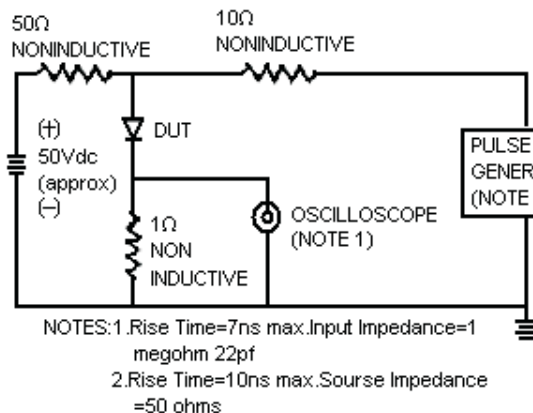 50Ω
NONINDUCTIVE
10Ω
NONINDUCTIVE
(+)
50Vdc
(approx)
(−)
DUT
1Ω
NON
INDUCTIVE
OSCILLOSCOPE
(NOTE 1)
PULSE
GENER
(NOTE
NOTES:1.Rise Time=7ns max.Input Impedance=1
megohm 22pf
2.Rise Time=10ns max.Sourse Impedance
=50 ohms